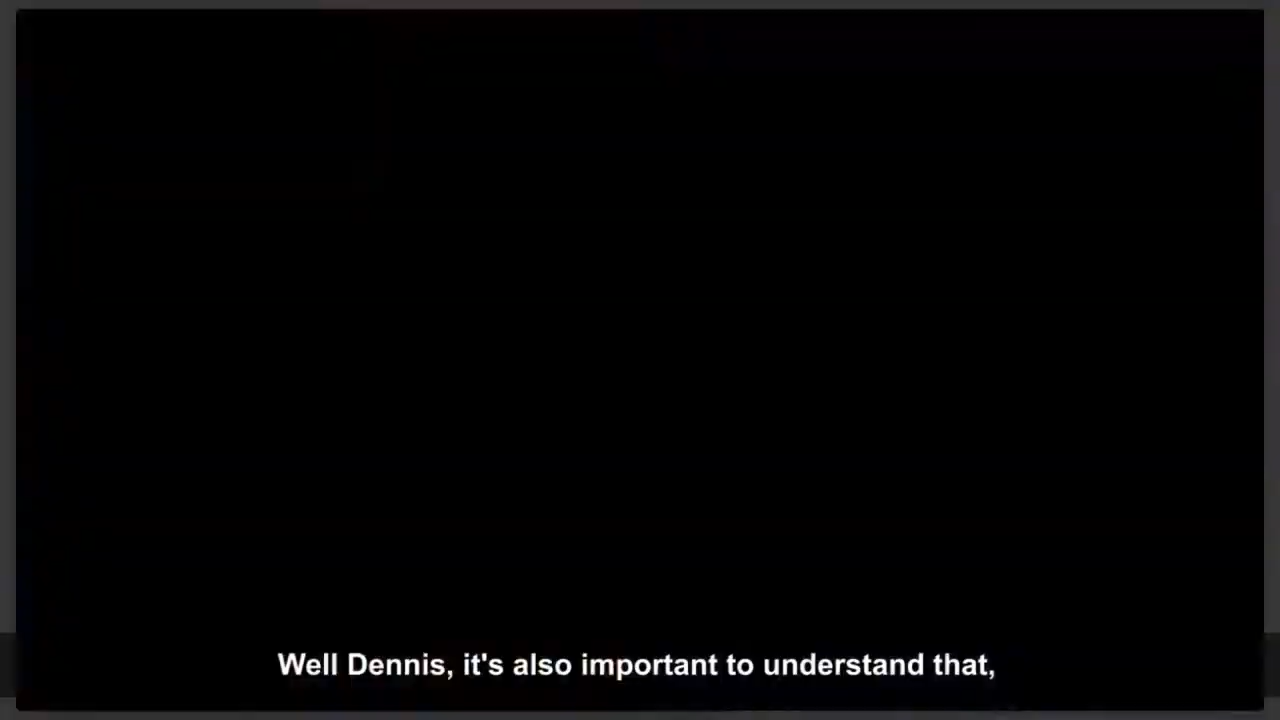 Well Dennis, it's also important to understand that,